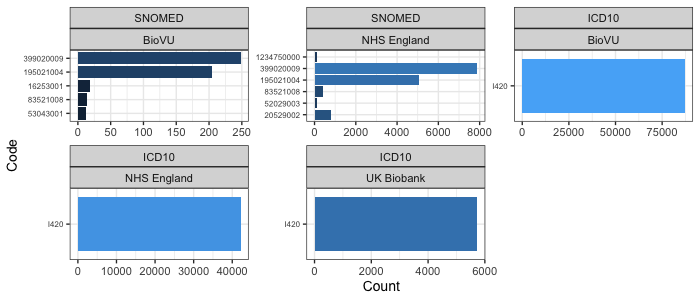 SNOMED
BioVU
399020009
195021004
16253001
83521008
53043001
0 50 100 150 200 250
SNOMED
NHS England
1234750000
399020009
195021004
83521008
52029003
20529002
0 2000 4000 6000 8000
ICD10
BioVU
I420
0 25000 50000 75000
Code
ICD10
NHS England
I420
0 10000 20000 30000 40000
ICD10
UK Biobank
I420
0 2000 4000 6000
Count